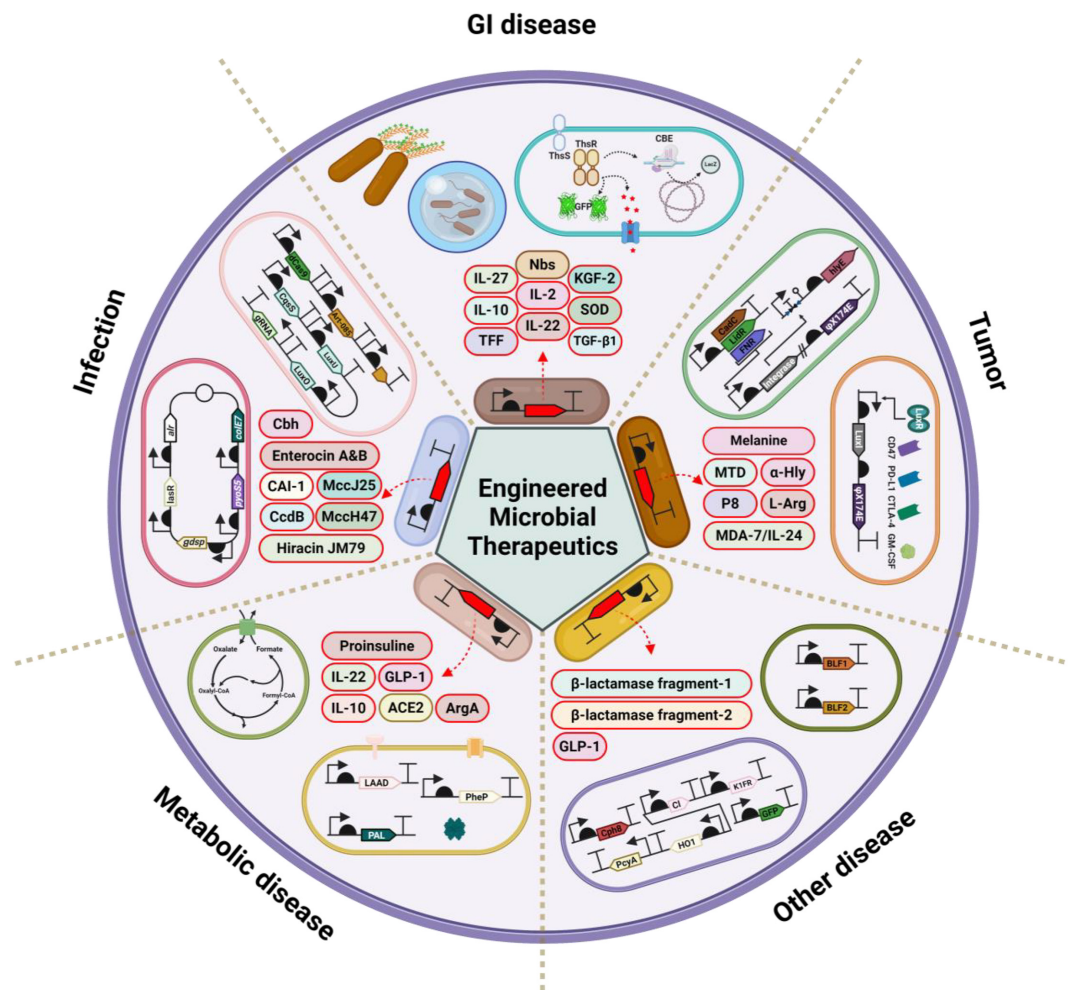 GI disease
ThsS
ThsR
CBE
LacZ
GFP
Nbs
IL-27
KGF-2
IL-2
IL-10
SOD
IL-22
TFF
TGF-β1
Infection
dCas9
CqsS
Art-085
gRNA
LuxU
LuxO
alr
colE7
lasR
pyoS5
gdsp
Cbh
Enterocin A&B
CAI-1
MccJ25
CcdB
MccH47
Hiracin JM79
Tumor
hlyE
CadC
LldR
FNR
φX174E
Integrase
LuxR
LuxI
φX174E
CD47
PD-L1
CTLA-4
GM-CSF
Melanine
MTD
α-Hly
P8
L-Arg
MDA-7/IL-24
Engineered
Microbial
Therapeutics
Metabolic disease
Oxalate
Formate
Oxalyl-CoA
Formyl-CoA
Proinsuline
IL-22
GLP-1
IL-10
ACE2
ArgA
LAAD
PheP
PAL
Other disease
β-lactamase fragment-1
β-lactamase fragment-2
GLP-1
BLF1
BLF2
Cph8
CI
K1FR
PcyA
HO1
GFP